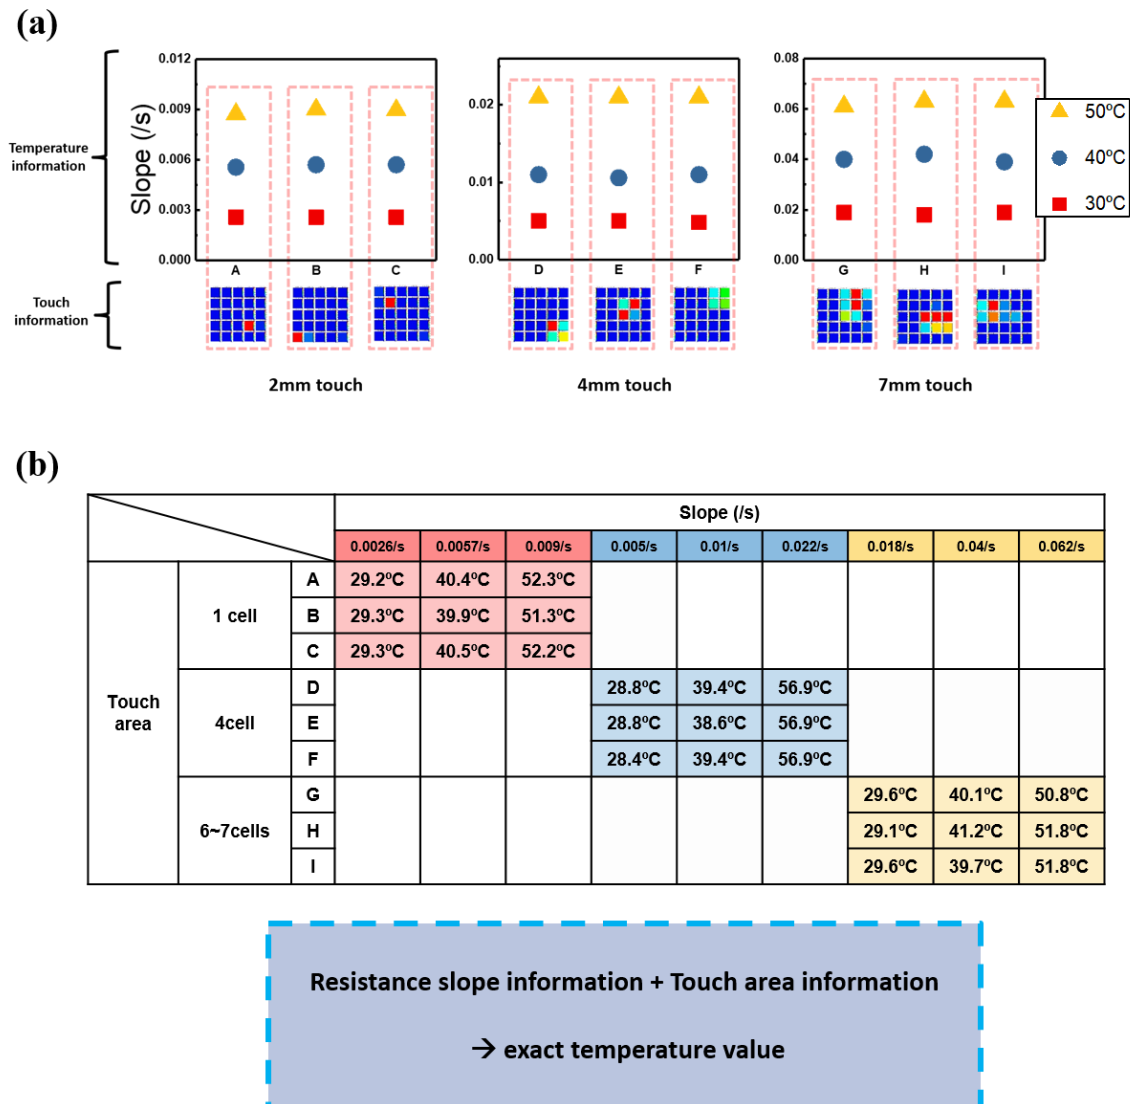 (a)
Temperature
information
Touch
information
Slope (/s)
0.012
0.009
0.006
0.003
0.000
A B C
2mm touch
0.02
0.01
0.00
D E F
4mm touch
0.08
0.06
0.04
0.02
0.00
G H I
7mm touch
50ºC
40ºC
30ºC
(b)
Slope (/s)
0.0026/s 0.0057/s 0.009/s 0.005/s 0.01/s 0.022/s 0.018/s 0.04/s 0.062/s
Touch
area
1 cell
A 29.2ºC 40.4ºC 52.3ºC
B 29.3ºC 39.9ºC 51.3ºC
C 29.3ºC 40.5ºC 52.2ºC
4cell
D 28.8ºC 39.4ºC 56.9ºC
E 28.8ºC 38.6ºC 56.9ºC
F 28.4ºC 39.4ºC 56.9ºC
6~7cells
G 29.6ºC 40.1ºC 50.8ºC
H 29.1ºC 41.2ºC 51.8ºC
I 29.6ºC 39.7ºC 51.8ºC
Resistance slope information + Touch area information
→ exact temperature value